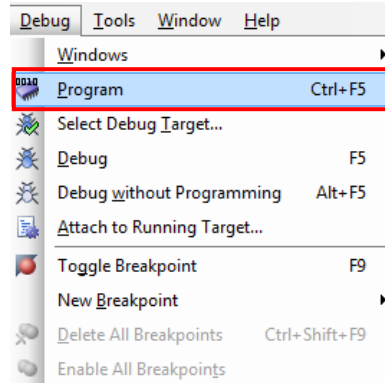 Debug Tools Window Help
Windows
0010
Program Ctrl+F5
Select Debug Target...
Debug F5
Debug without Programming Alt+F5
Attach to Running Target...
Toggle Breakpoint F9
New Breakpoint
Delete All Breakpoints Ctrl+Shift+F9
Enable All Breakpoints